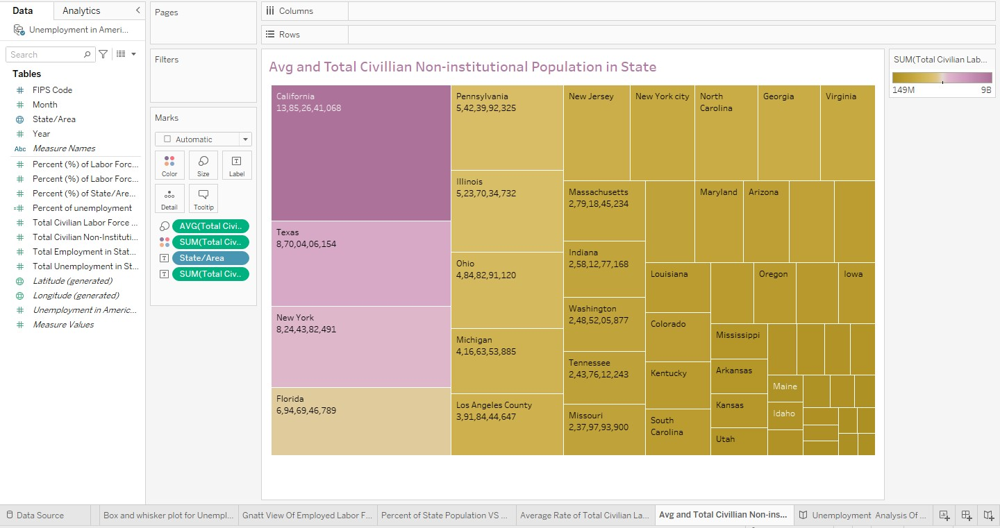 Data
Analytics
Unemployment in Ameri...
Search
Tables
FIPS Code
Month
State/Area
Year
Abc Measure Names
Percent (%) of Labor Forc...
Percent (%) of Labor Forc...
Percent (%) of State/Are...
Percent of unemployment
Total Civilian Labor Force ...
Total Civilian Non-Instituti...
Total Employment in Stat...
Total Unemployment in St...
Latitude (generated)
Longitude (generated)
Unemployment in Americ...
Measure Values
Pages
Filters
Marks
Automatic
Color
Size
Label
Detail
Tooltip
AVG(Total Civi..
SUM(Total Civ..
State/Area
SUM(Total Civ..
Columns
Rows
Avg and Total Civillian Non-institutional Population in State
California
13,85,26,41,068
Texas
8,70,04,06,154
New York
8,24,43,82,491
Florida
6,94,69,46,789
Pennsylvania
5,42,39,92,325
Illinois
5,23,70,34,732
Ohio
4,84,82,91,120
Michigan
4,16,63,53,885
Los Angeles County
3,91,84,44,647
New Jersey
New York city
North
Carolina
Georgia
Virginia
Massachusetts
2,79,18,45,234
Indiana
2,58,12,77,168
Washington
2,48,52,05,877
Tennessee
2,43,76,12,243
Missouri
2,37,97,93,900
Maryland
Arizona
Louisiana
Colorado
Kentucky
South
Carolina
Oregon
Iowa
Mississippi
Arkansas
Kansas
Utah
Maine
Idaho
SUM(Total Civilian Lab...
149M
9B
Data Source
Box and whisker plot for Unempl...
Gnatt View Of Employed Labor F...
Percent of State Population VS ...
Average Rate of Total Civilian La...
Avg and Total Civillian Non-ins...
Unemployment Analysis Of ...